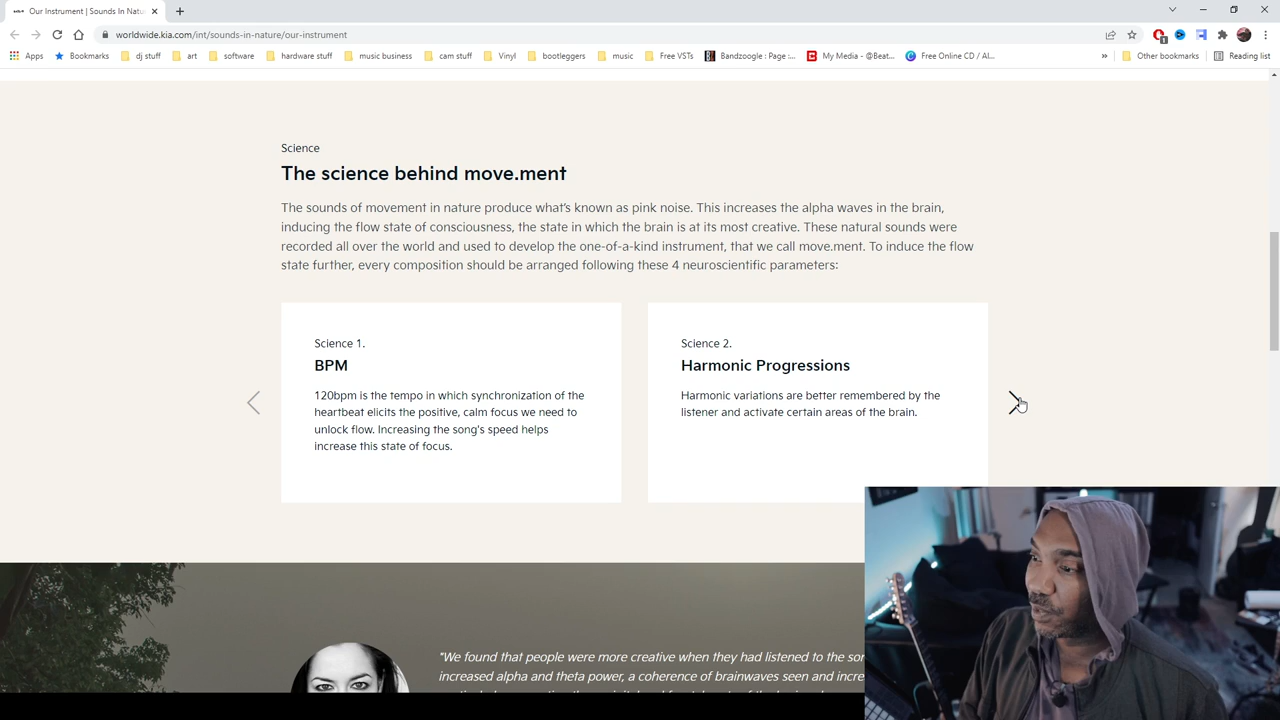 Our Instrument | Sounds In Natu
worldwide.kia.com/int/sounds-in-nature/our-instrument
Apps Bookmarks dj stuff art software hardware stuff music business cam stuff Vinyl bootleggers music Free VSTs Bandzoogle : Page :... My Media - @Beat... Free Online CD / Al... » Other bookmarks Reading list
Science
The science behind move.ment
The sounds of movement in nature produce what's known as pink noise. This increases the alpha waves in the brain,
inducing the flow state of consciousness, the state in which the brain is at its most creative. These natural sounds were
recorded all over the world and used to develop the one-of-a-kind instrument, that we call move.ment. To induce the flow
state further, every composition should be arranged following these 4 neuroscientific parameters:
Science 1.
BPM
120bpm is the tempo in which synchronization of the
heartbeat elicits the positive, calm focus we need to
unlock flow. Increasing the song's speed helps
increase this state of focus.
Science 2.
Harmonic Progressions
Harmonic variations are better remembered by the
listener and activate certain areas of the brain.
"We found that people were more creative when they had listened to the
increased alpha and theta power, a coherence of brainwaves seen and